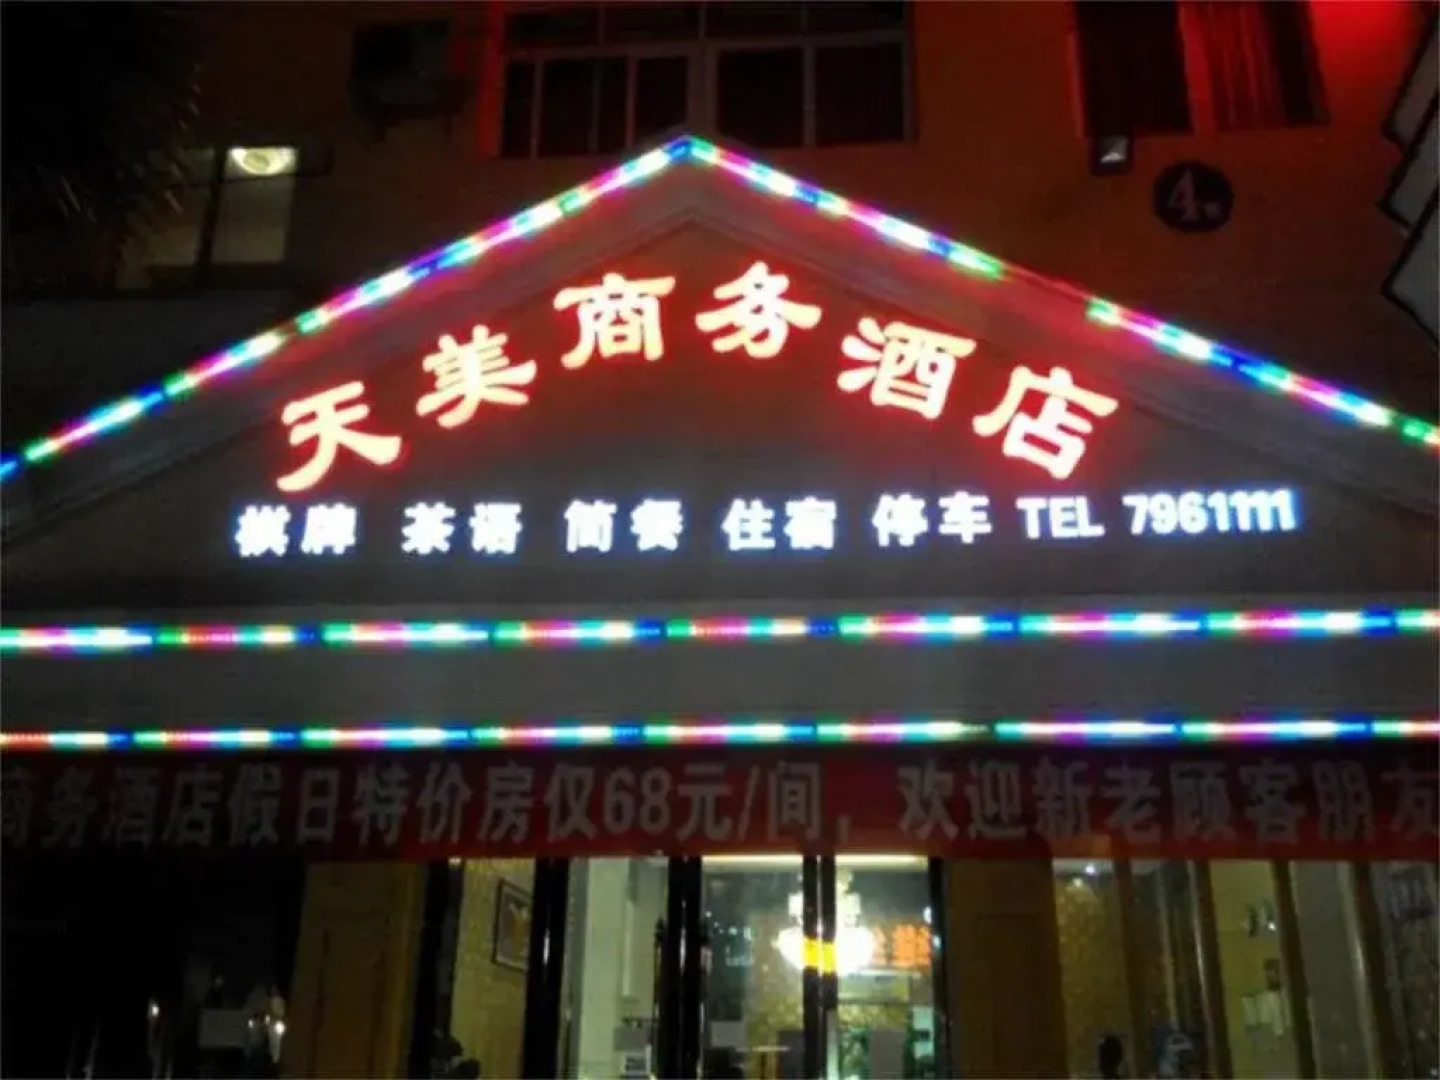 4
天美商务酒店
棋牌 茶语 简餐 住宿 停车 TEL 7961111
商务酒店假日特价房仅68元/间，欢迎新老顾客朋友